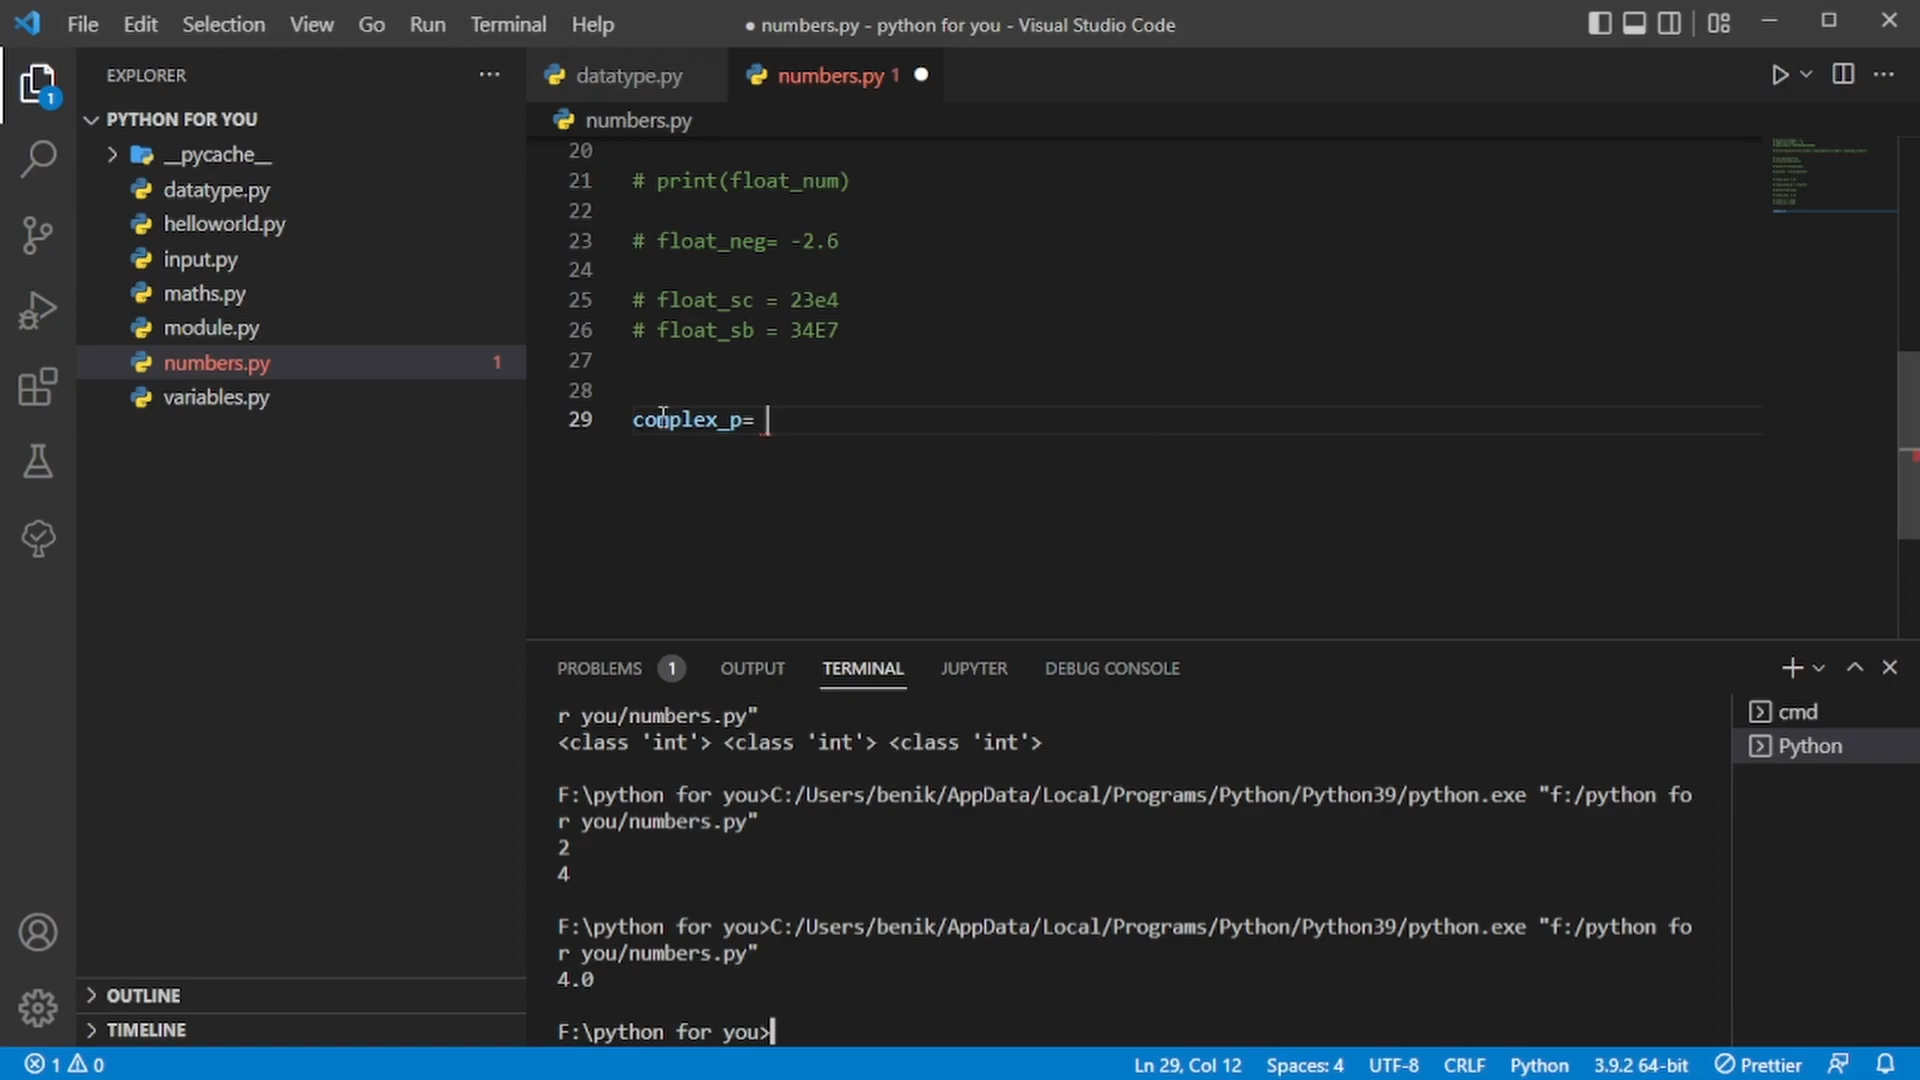 File Edit Selection View Go Run Terminal Help
● numbers.py - python for you - Visual Studio Code
EXPLORER
PYTHON FOR YOU
__pycache__
datatype.py
helloworld.py
input.py
maths.py
module.py
numbers.py 1
variables.py
OUTLINE
TIMELINE
1
datatype.py
numbers.py 1
numbers.py
20
21 # print(float_num)
22
23 # float_neg= -2.6
24
25 # float_sc = 23e4
26 # float_sb = 34E7
27
28
29 complex_p=
PROBLEMS 1 OUTPUT TERMINAL JUPYTER DEBUG CONSOLE
r you/numbers.py"
<class 'int'> <class 'int'> <class 'int'>
F:\python for you>C:/Users/benik/AppData/Local/Programs/Python/Python39/python.exe "f:/python fo
r you/numbers.py"
2
4
F:\python for you>C:/Users/benik/AppData/Local/Programs/Python/Python39/python.exe "f:/python fo
r you/numbers.py"
4.0
F:\python for you>
cmd
Python
1 0
Ln 29, Col 12 Spaces: 4 UTF-8 CRLF Python 3.9.2 64-bit Prettier